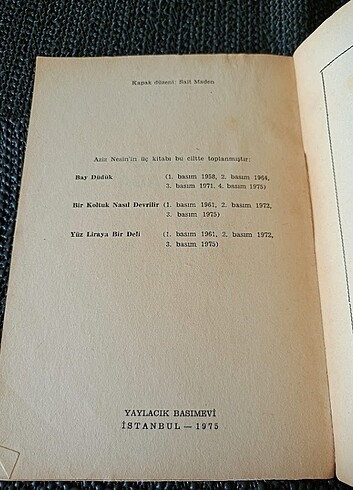 Kapak düzeni: Sait Maden
Aziz Nesin'in üç kitabı bu ciltte toplanmıştır:
Bay Düdük (1. basım 1958, 2. basım 1964,
3. basım 1971, 4. basım 1975)
Bir Koltuk Nasıl Devrilir (1. basım 1961, 2. basım 1972,
3. basım 1975)
Yüz Liraya Bir Deli (1. basım 1961, 2. basım 1972,
3. basım 1975)
YAYLACIK BASIMEVİ
İSTANBUL — 1975